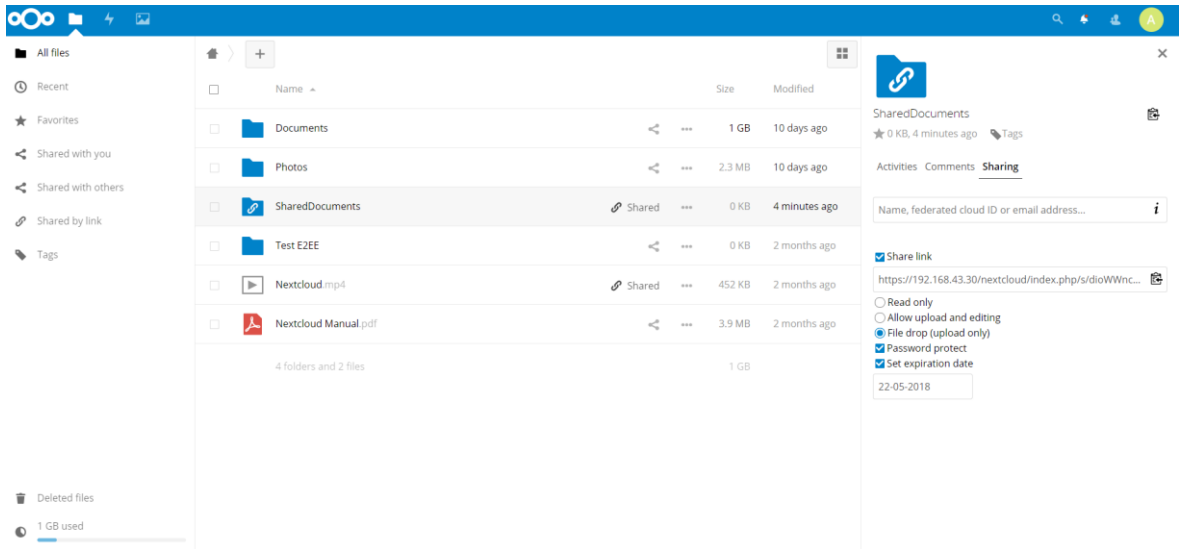 A
All files
Recent
Favorites
Shared with you
Shared with others
Shared by link
Tags
Deleted files
1 GB used
+
Name Size Modified
Documents 1 GB 10 days ago
Photos 2.3 MB 10 days ago
SharedDocuments Shared 0 KB 4 minutes ago
Test E2EE 0 KB 2 months ago
Nextcloud.mp4 Shared 452 KB 2 months ago
Nextcloud Manual.pdf 3.9 MB 2 months ago
4 folders and 2 files 1 GB
SharedDocuments
0 KB, 4 minutes ago Tags
Activities Comments Sharing
Name, federated cloud ID or email address... i
Share link
https://192.168.43.30/nextcloud/index.php/s/dioWWnc...
Read only
Allow upload and editing
File drop (upload only)
Password protect
Set expiration date
22-05-2018